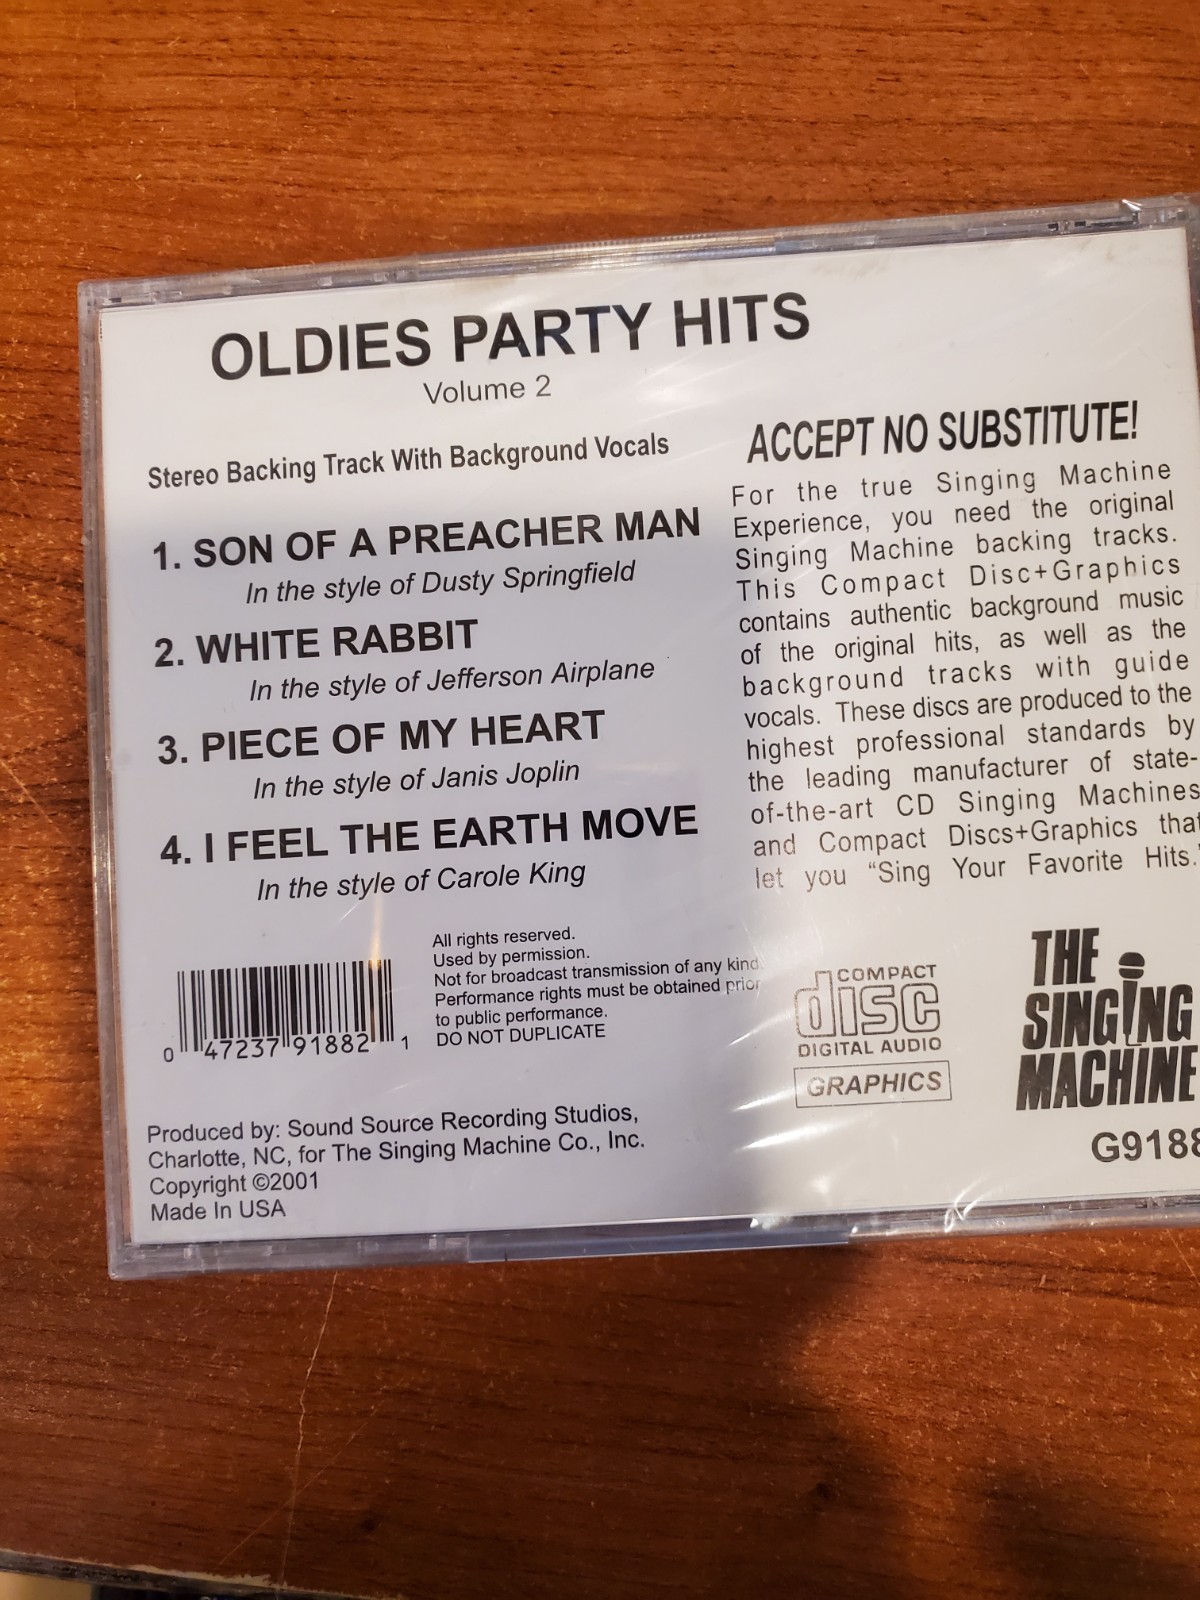 OLDIES PARTY HITS
Volume 2
Stereo Backing Track With Background Vocals
1. SON OF A PREACHER MAN
In the style of Dusty Springfield
2. WHITE RABBIT
In the style of Jefferson Airplane
3. PIECE OF MY HEART
In the style of Janis Joplin
4. I FEEL THE EARTH MOVE
In the style of Carole King
ACCEPT NO SUBSTITUTE!
For the true Singing Machine
Experience, you need the original
Singing Machine backing tracks.
This Compact Disc+Graphics
contains authentic background music
of the original hits, as well as the
background tracks with guide
vocals. These discs are produced to the
highest professional standards by
the leading manufacturer of state-
of-the-art CD Singing Machines
and Compact Discs+Graphics that
let you “Sing Your Favorite Hits.”
All rights reserved.
Used by permission.
Not for broadcast transmission of any kind.
Performance rights must be obtained prior
to public performance.
DO NOT DUPLICATE
0 47237 91882 1
COMPACT
disc
DIGITAL AUDIO
GRAPHICS
THE
SINGING
MACHINE
Produced by: Sound Source Recording Studios,
Charlotte, NC, for The Singing Machine Co., Inc.
Copyright ©2001
Made In USA